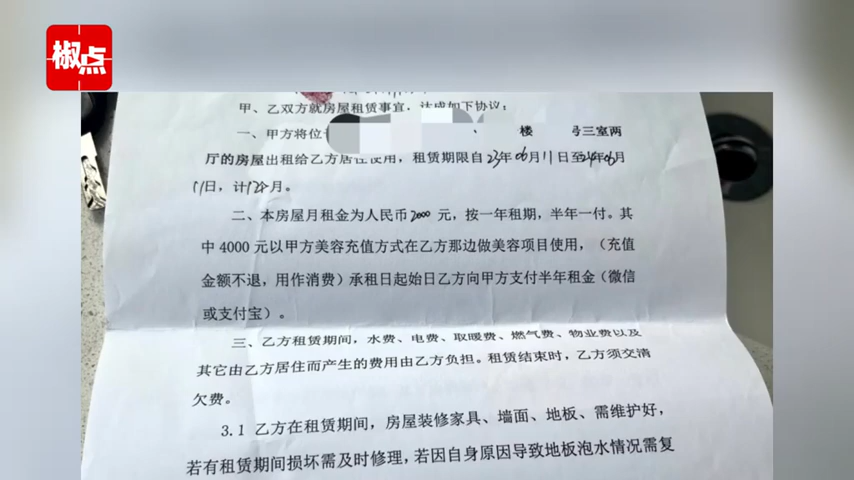 椒点
甲、乙双方就房屋租赁事宜，达成如下协议：
一、甲方将位 楼 号三室两
厅的房屋出租给乙方居住使用，租赁期限自23年06月11日至24年06月
11日，计12个月。
二、本房屋月租金为人民币2000元，按一年租期，半年一付。其
中4000元以甲方美容充值方式在乙方那边做美容项目使用，（充值
金额不退，用作消费）承租日起始日乙方向甲方支付半年租金（微信
或支付宝）。
三、乙方租赁期间，水费、电费、取暖费、燃气费、物业费以及
其它由乙方居住而产生的费用由乙方负担。租赁结束时，乙方须交清
欠费。
3.1 乙方在租赁期间，房屋装修家具、墙面、地板、需维护好，
若有租赁期间损坏需及时修理，若因自身原因导致地板泡水情况需复